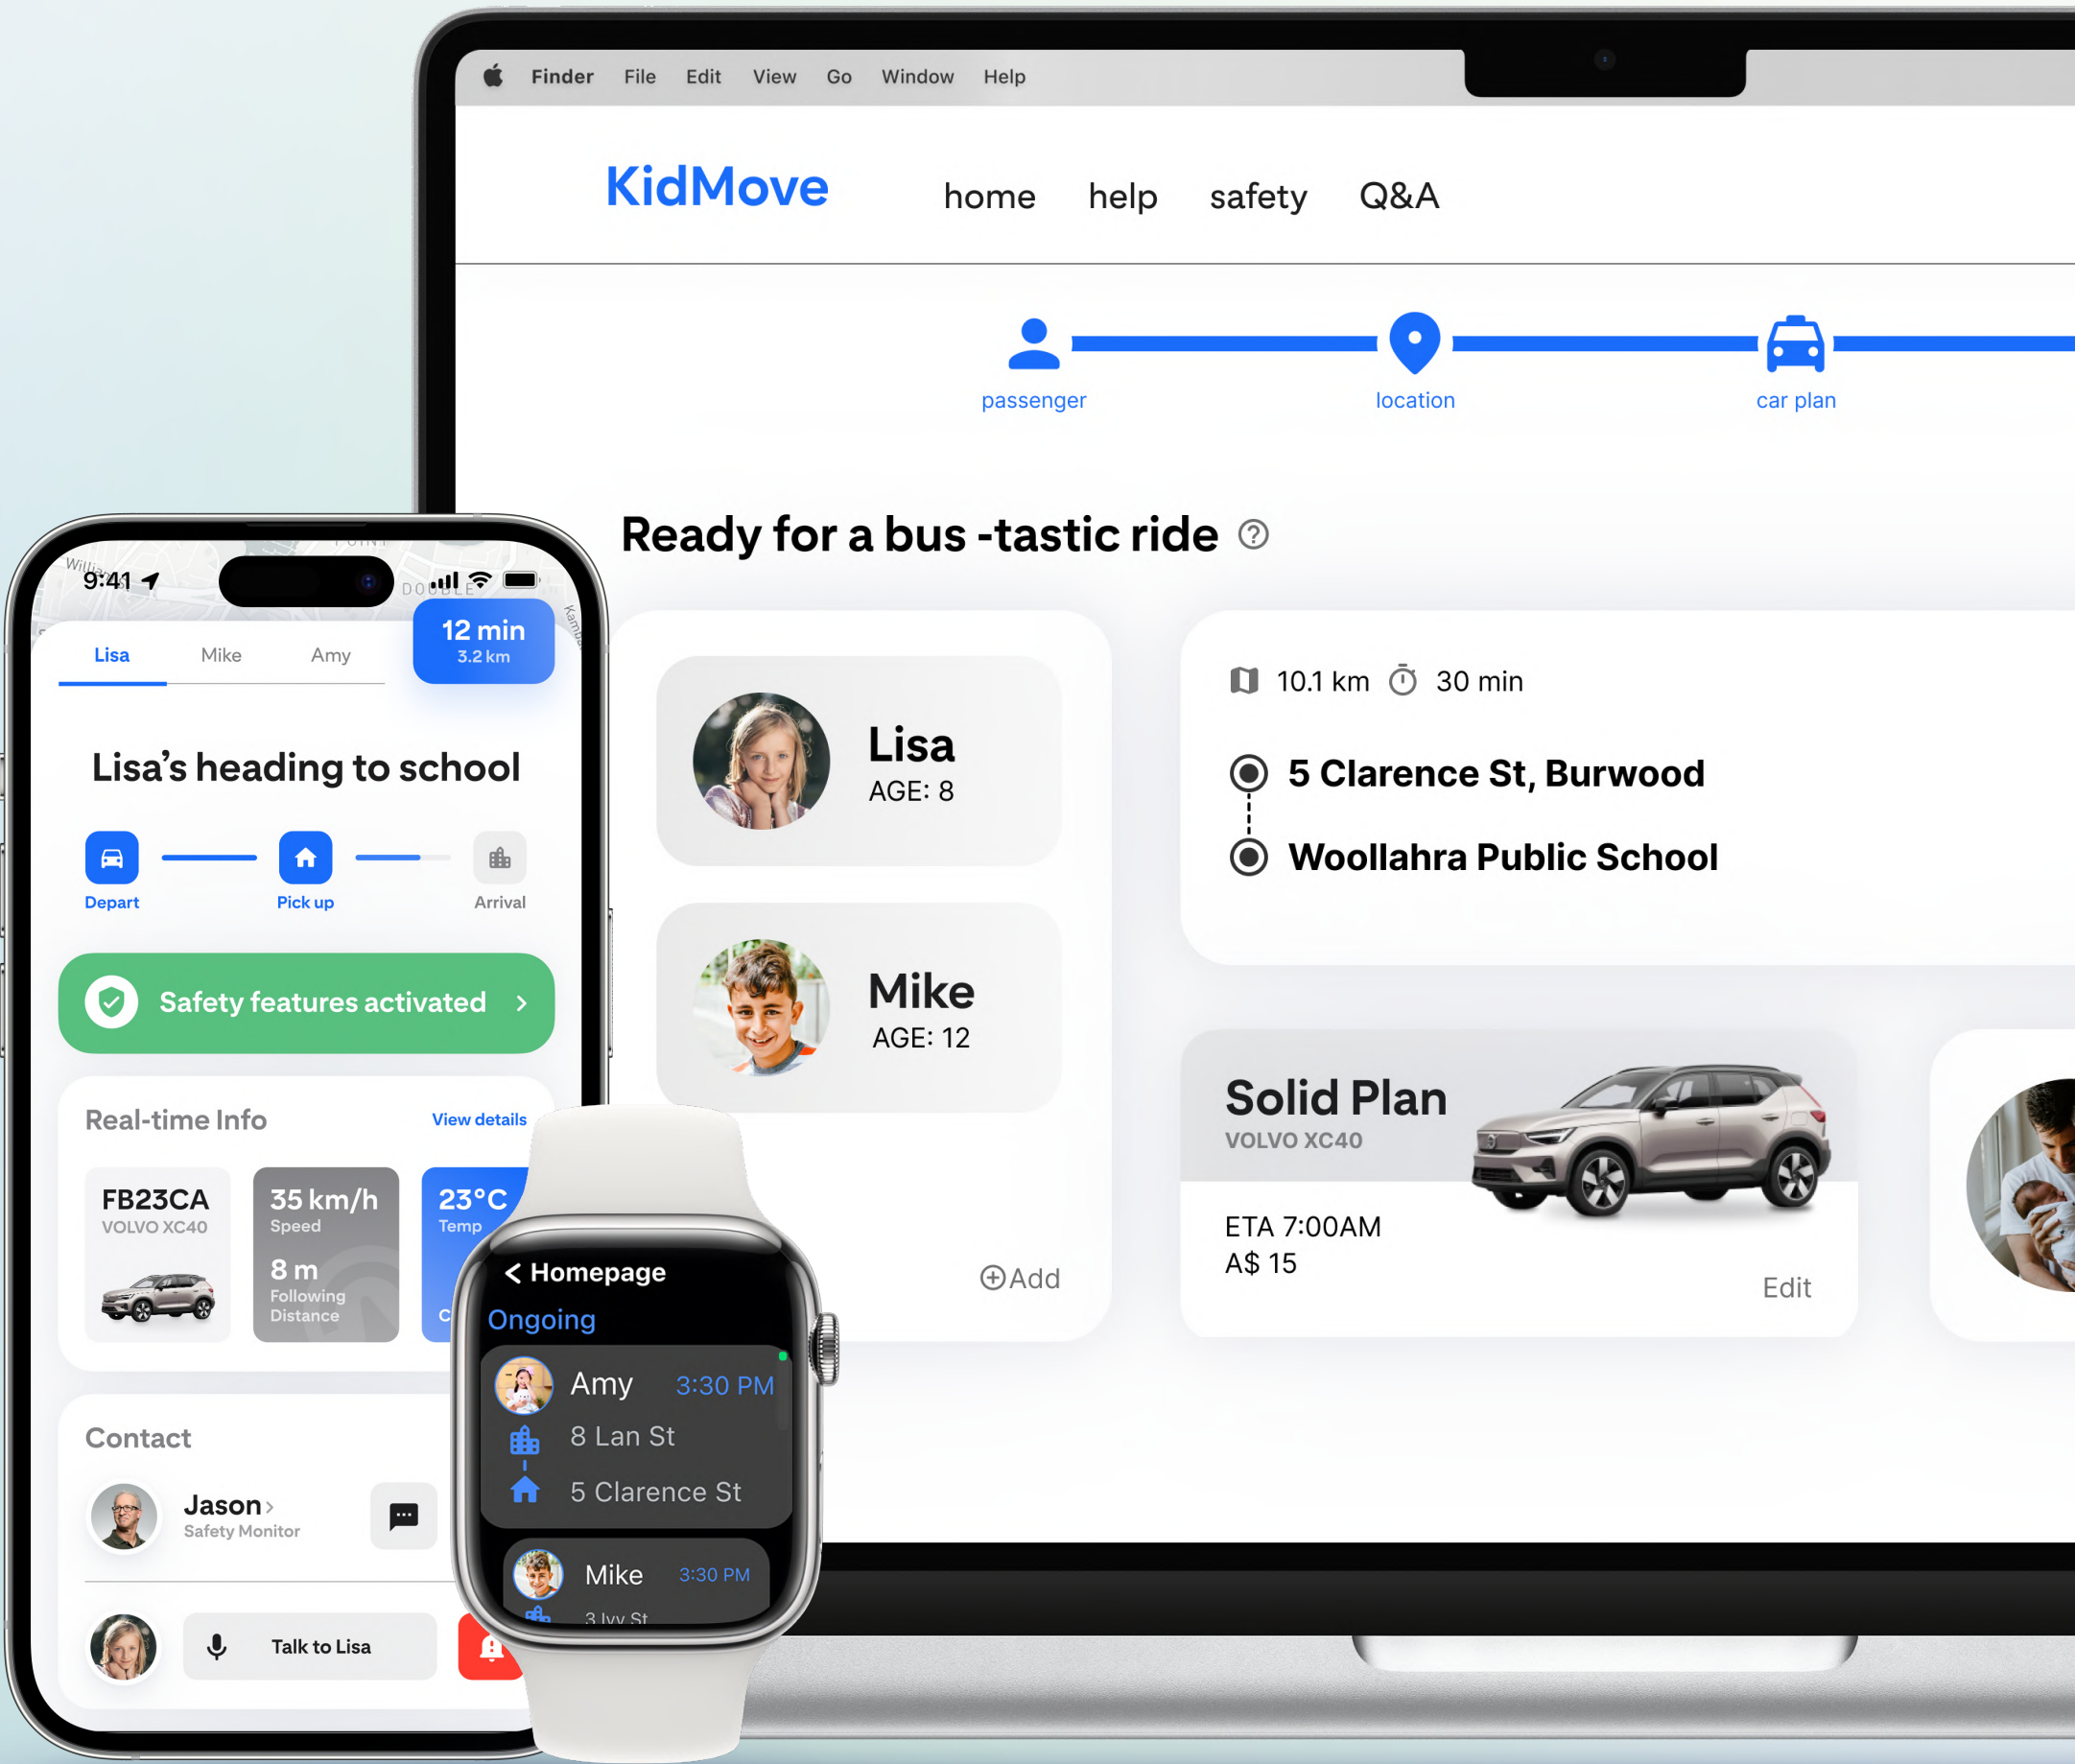 Finder File Edit View Go Window Help
KidMove home help safety Q&A
passenger location car plan
Ready for a bus -tastic ride
Lisa
AGE: 8
Mike
AGE: 12
Add
10.1 km 30 min
5 Clarence St, Burwood
Woollahra Public School
Solid Plan
VOLVO XC40
ETA 7:00AM
A$ 15
Edit
9:41
DOUBLE
Lisa Mike Amy
12 min
3.2 km
Lisa’s heading to school
Depart Pick up Arrival
Safety features activated
Real-time Info View details
FB23CA
VOLVO XC40
35 km/h
Speed
8 m
Following
Distance
23°C
Temp
Contact
Jason
Safety Monitor
Talk to Lisa
< Homepage
Ongoing
Amy 3:30 PM
8 Lan St
5 Clarence St
Mike 3:30 PM
3 Ivy St